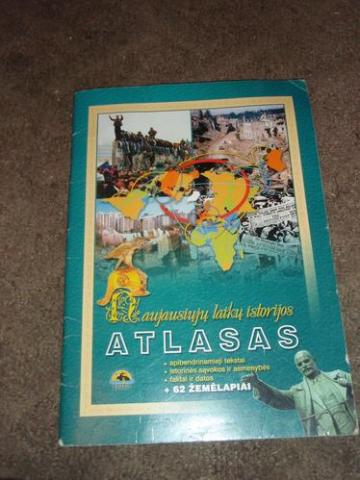 Naujausiųjų laikų istorijos
ATLASAS
• apibendrinamieji tekstai
• istorinės sąvokos ir asmenybės
• faktai ir datos
+ 62 ŽEMĖLAPIAI